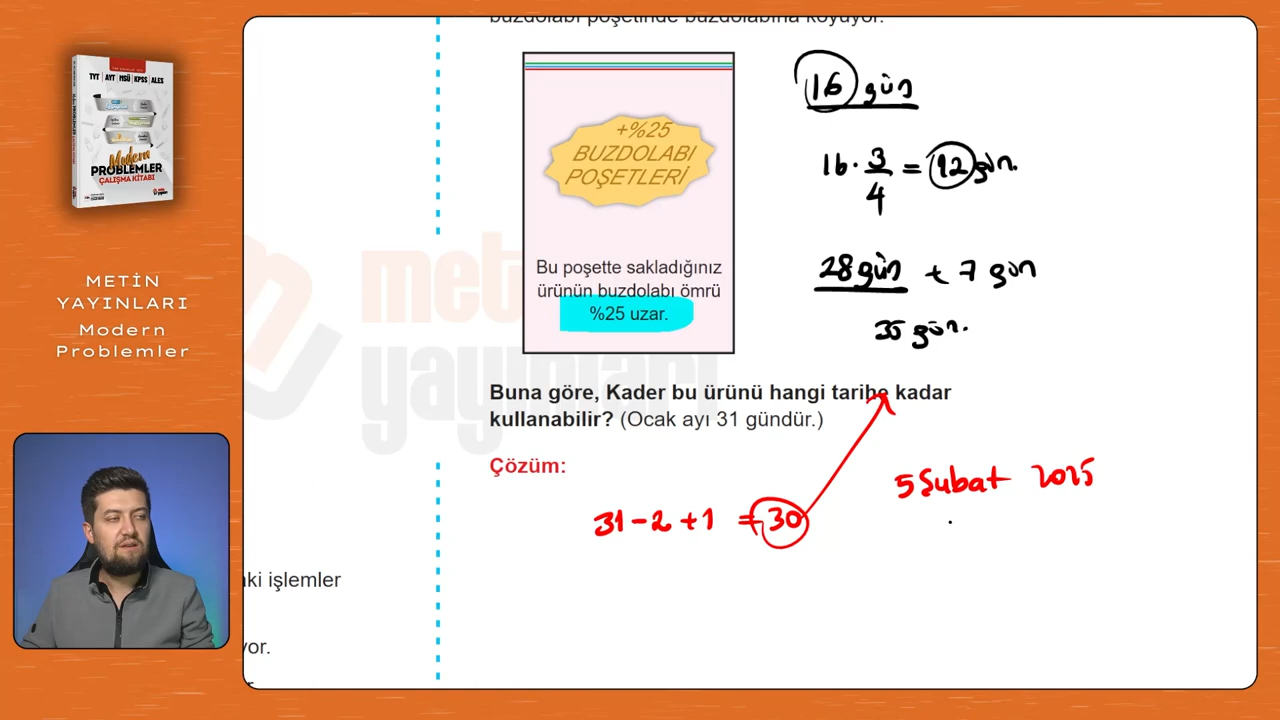 TYT | AYT | MSÜ | KPSS | ALES
Modern
PROBLEMLER
ÇALIŞMA KİTABI
METİN
YAYINLARI
Modern
Problemler
buzdolabı poşetinde buzdolabına koyuyor.
+%25
BUZDOLABI
POŞETLERİ
Bu poşette sakladığınız
ürünün buzdolabı ömrü
%25 uzar.
16 gün
16 · 3/4 = 12 gün.
28 gün + 7 gün
35 gün.
metin
yayınları
Buna göre, Kader bu ürünü hangi tarihe kadar
kullanabilir? (Ocak ayı 31 gündür.)
Çözüm:
31 - 2 + 1 = 30
5 Şubat 2025
ki işlemler
yor.